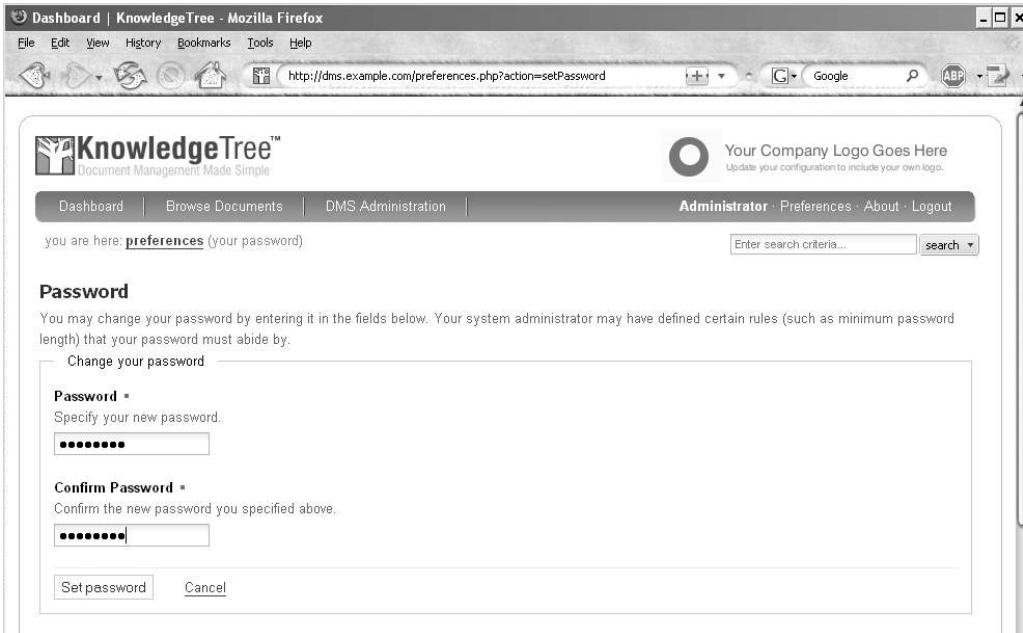 Dashboard | KnowledgeTree - Mozilla Firefox
File Edit View History Bookmarks Tools Help
http://dms.example.com/preferences.php?action=setPassword
G Google ABP
KnowledgeTree™
Document Management Made Simple
Your Company Logo Goes Here
Update your configuration to include your own logo.
Dashboard | Browse Documents | DMS Administration |
Administrator · Preferences · About · Logout
you are here: preferences (your password)
Enter search criteria... search
Password
You may change your password by entering it in the fields below. Your system administrator may have defined certain rules (such as minimum password
length) that your password must abide by.
Change your password
Password
Specify your new password.
••••••••
Confirm Password
Confirm the new password you specified above.
••••••••
Set password Cancel